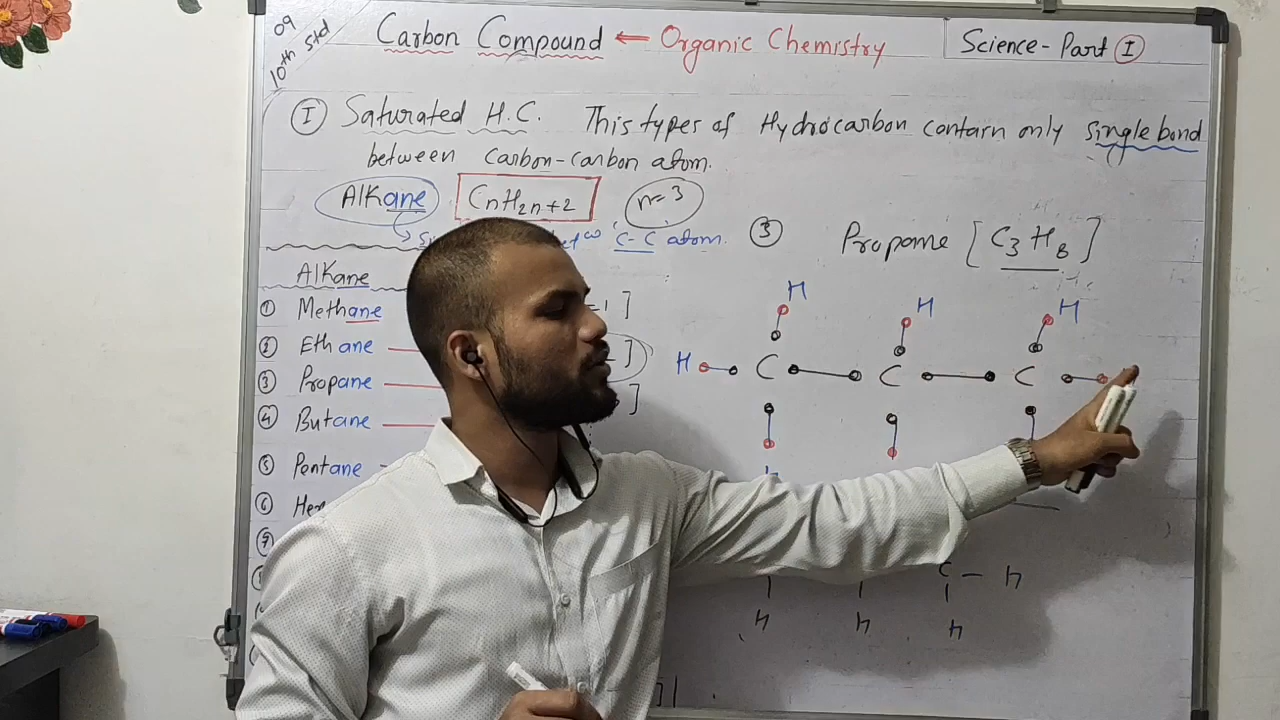 09
10th std
Carbon Compound ← Organic Chemistry
Science-Part I
I Saturated H.C. This types of Hydrocarbon contain only single bond
between Carbon-carbon atom.
Alkane CnH2n+2 n=3
C-C atom.
3 Propane [C3H8]
Alkane
1 Methane
2 Ethane
3 Propane
4 Butane
5 Pentane
6
H H H
H C C C
C - H
H H H